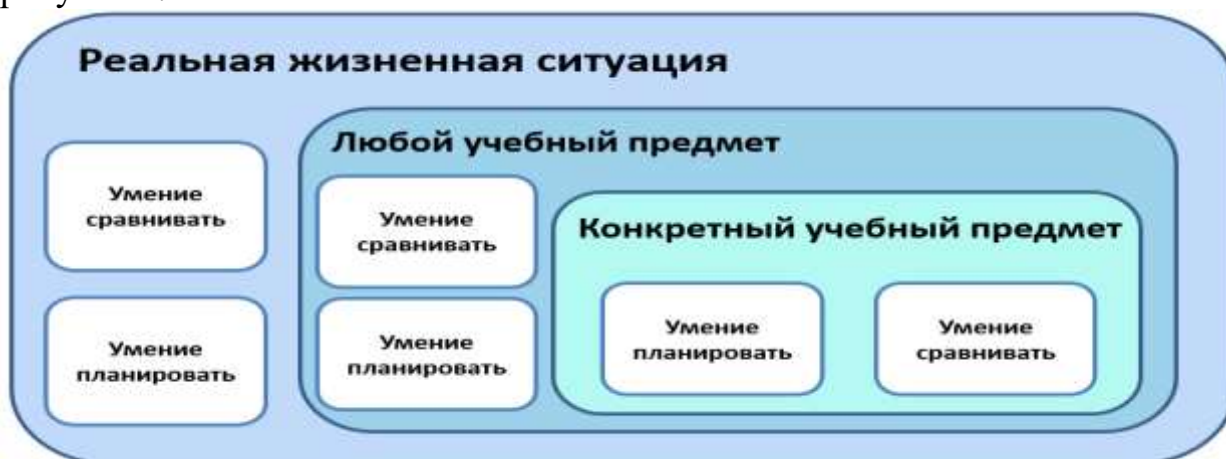 Реальная жизненная ситуация
Любой учебный предмет
Умение
сравнивать
Умение
сравнивать
Конкретный учебный предмет
Умение
планировать
Умение
планировать
Умение
планировать
Умение
сравнивать